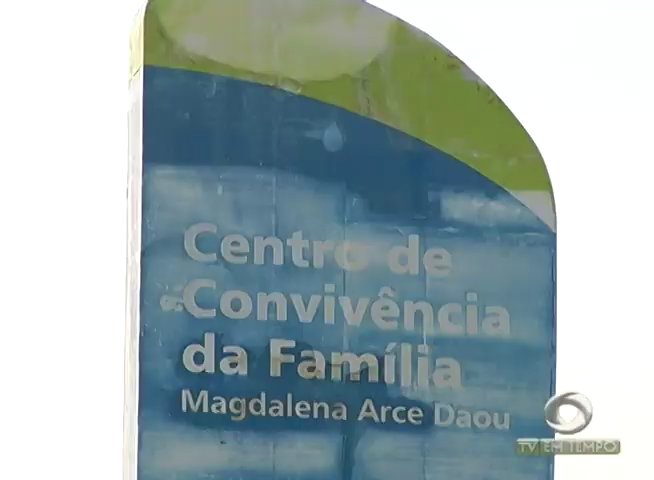 Centro de
Convivência
da Família
Magdalena Arce Daou
TV EM TEMPO